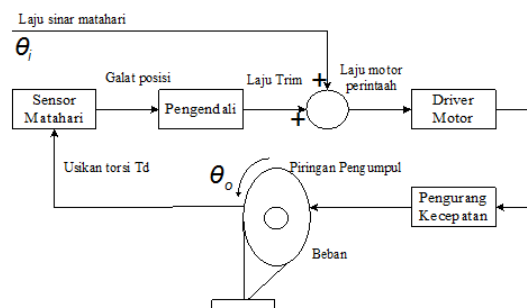 Laju sinar matahari
θi
Galat posisi
Laju Trim
+
Laju motor
perintaah
Sensor
Matahari
Pengendali
+
Driver
Motor
Usikan torsi Td
θo
Piringan Pengumpul
Pengurang
Kecepatan
Beban